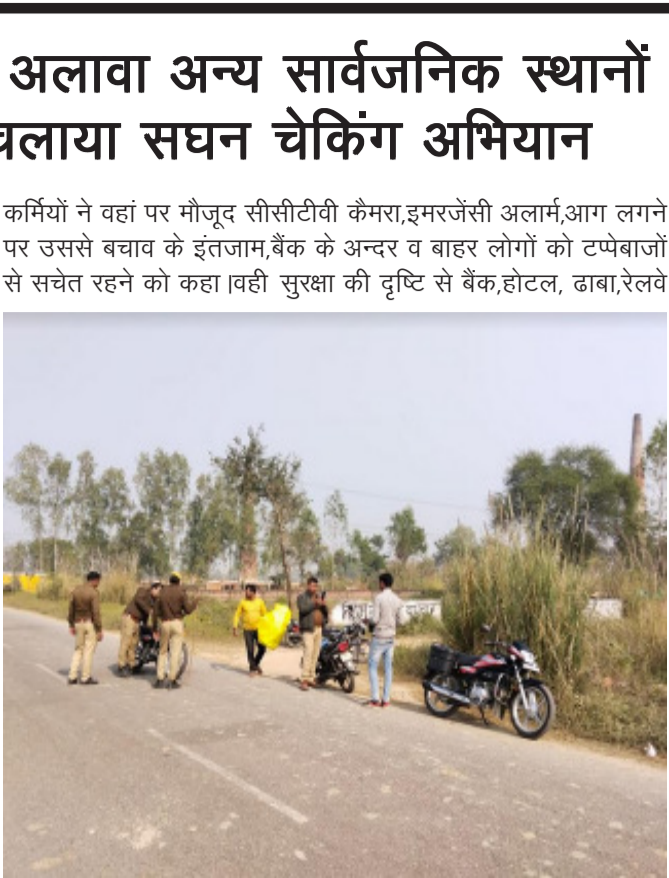 अलावा अन्य सार्वजनिक स्थानों
चलाया सघन चेकिंग अभियान
कर्मियों ने वहां पर मौजूद सीसीटीवी कैमरा,इमरजेंसी अलार्म,आग लगने
पर उससे बचाव के इंतजाम,बैंक के अन्दर व बाहर लोगों को टप्पेबाजों
से सचेत रहने को कहा।वही सुरक्षा की दृष्टि से बैंक,होटल, ढाबा,रेलवे